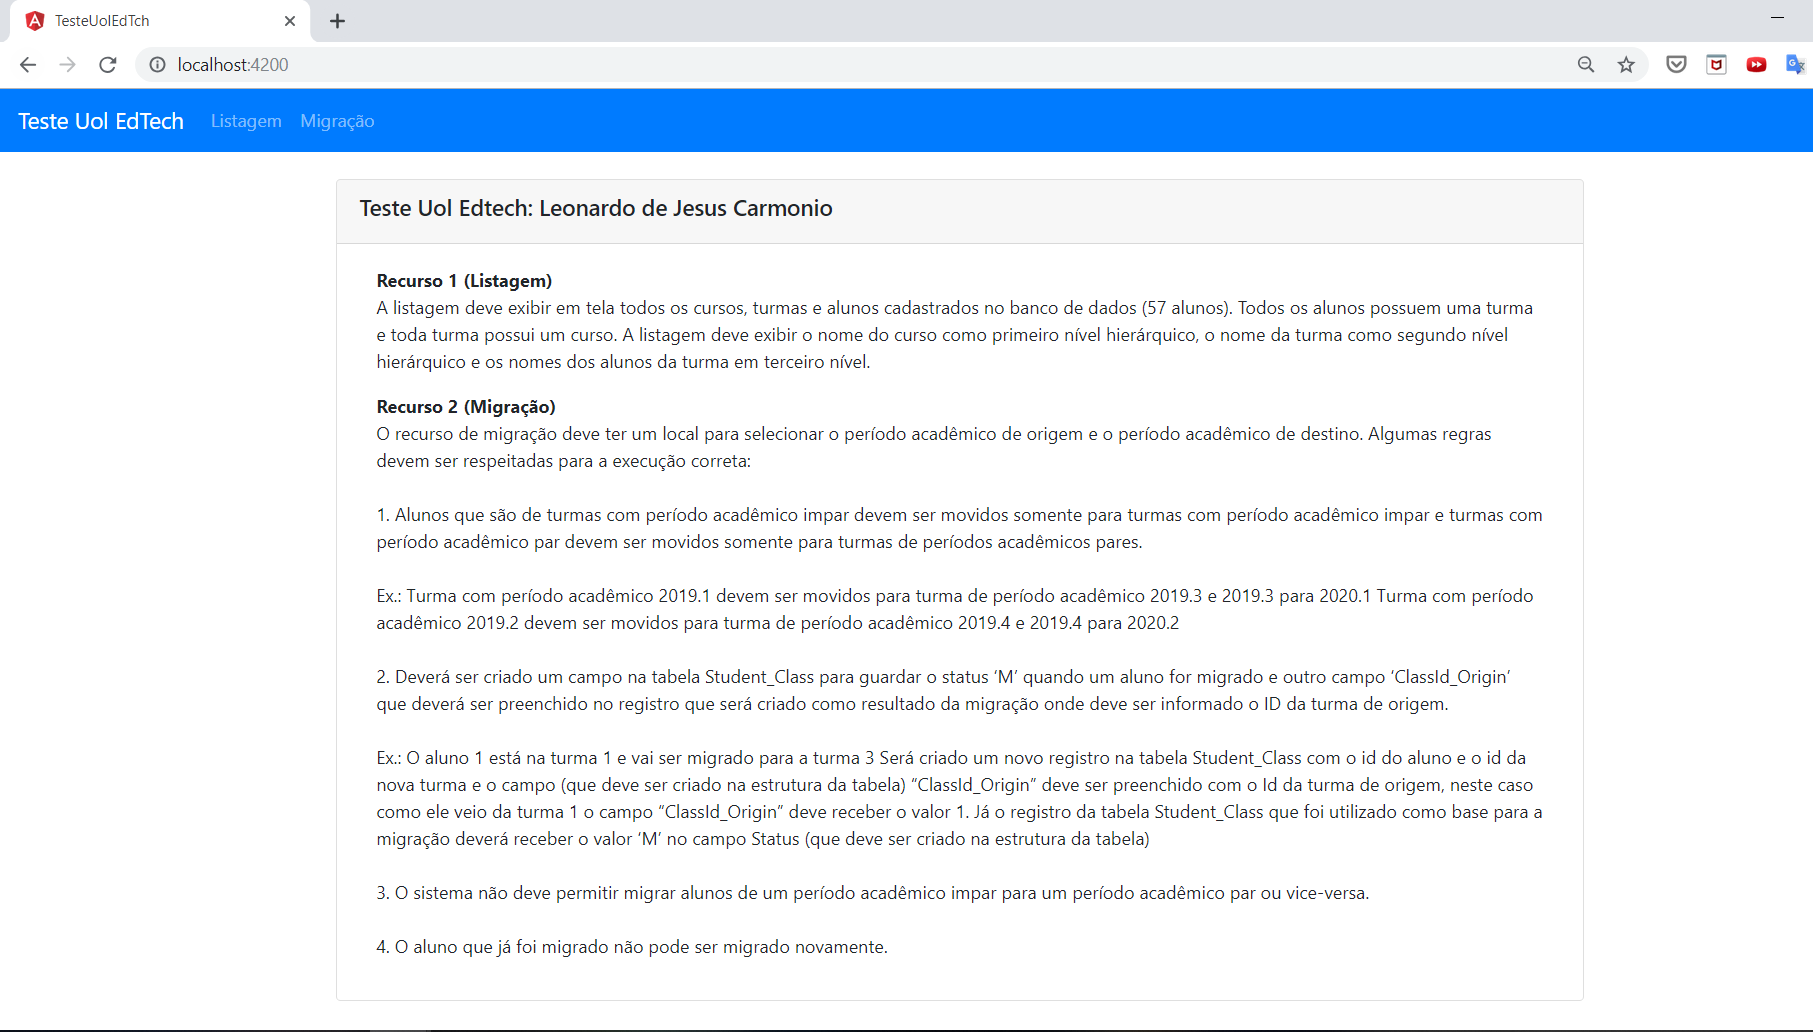 TesteUolEdTch
localhost:4200
Teste Uol EdTech Listagem Migração
Teste Uol Edtech: Leonardo de Jesus Carmonio
Recurso 1 (Listagem)
A listagem deve exibir em tela todos os cursos, turmas e alunos cadastrados no banco de dados (57 alunos). Todos os alunos possuem uma turma
e toda turma possui um curso. A listagem deve exibir o nome do curso como primeiro nível hierárquico, o nome da turma como segundo nível
hierárquico e os nomes dos alunos da turma em terceiro nível.
Recurso 2 (Migração)
O recurso de migração deve ter um local para selecionar o período acadêmico de origem e o período acadêmico de destino. Algumas regras
devem ser respeitadas para a execução correta:
1. Alunos que são de turmas com período acadêmico impar devem ser movidos somente para turmas com período acadêmico impar e turmas com
período acadêmico par devem ser movidos somente para turmas de períodos acadêmicos pares.
Ex.: Turma com período acadêmico 2019.1 devem ser movidos para turma de período acadêmico 2019.3 e 2019.3 para 2020.1 Turma com período
acadêmico 2019.2 devem ser movidos para turma de período acadêmico 2019.4 e 2019.4 para 2020.2
2. Deverá ser criado um campo na tabela Student_Class para guardar o status ‘M’ quando um aluno for migrado e outro campo ‘ClassId_Origin’
que deverá ser preenchido no registro que será criado como resultado da migração onde deve ser informado o ID da turma de origem.
Ex.: O aluno 1 está na turma 1 e vai ser migrado para a turma 3 Será criado um novo registro na tabela Student_Class com o id do aluno e o id da
nova turma e o campo (que deve ser criado na estrutura da tabela) “ClassId_Origin” deve ser preenchido com o Id da turma de origem, neste caso
como ele veio da turma 1 o campo “ClassId_Origin” deve receber o valor 1. Já o registro da tabela Student_Class que foi utilizado como base para a
migração deverá receber o valor ‘M’ no campo Status (que deve ser criado na estrutura da tabela)
3. O sistema não deve permitir migrar alunos de um período acadêmico impar para um período acadêmico par ou vice-versa.
4. O aluno que já foi migrado não pode ser migrado novamente.